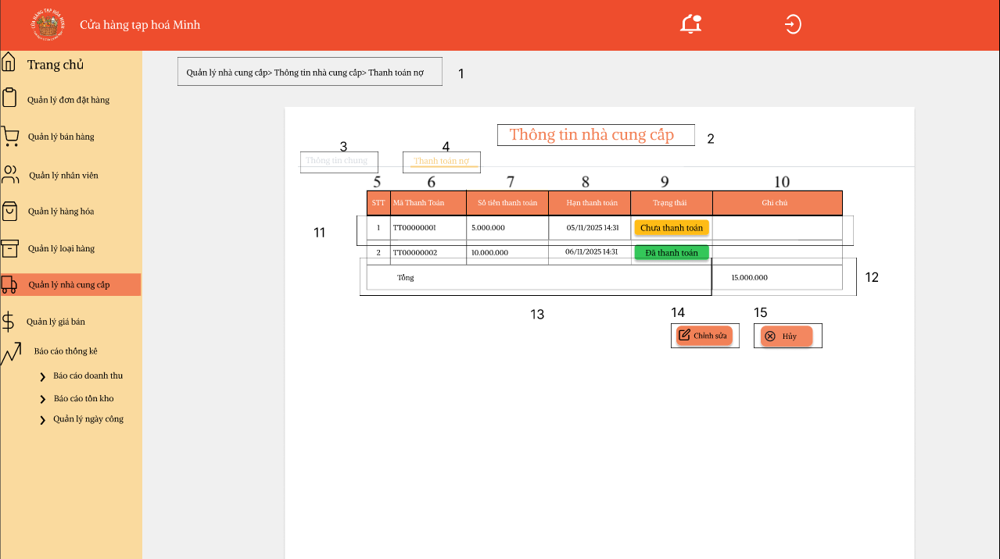 CỬA HÀNG TẠP HOÁ MINH
Cửa hàng tạp hoá Minh
Trang chủ
Quản lý đơn đặt hàng
Quản lý bán hàng
Quản lý nhân viên
Quản lý hàng hóa
Quản lý loại hàng
Quản lý nhà cung cấp
Quản lý giá bán
Báo cáo thống kê
Báo cáo doanh thu
Báo cáo tồn kho
Quản lý ngày công
Quản lý nhà cung cấp> Thông tin nhà cung cấp> Thanh toán nợ
1
Thông tin nhà cung cấp
2
3
4
Thông tin chung
Thanh toán nợ
5 6 7 8 9 10
STT Mã Thanh Toán Số tiền thanh toán Hạn thanh toán Trạng thái Ghi chú
11
1 TT00000001 5.000.000 05/11/2025 14:31 Chưa thanh toán
2 TT00000002 10.000.000 06/11/2025 14:31 Đã thanh toán
Tổng 15.000.000
12
13
14 15
Chỉnh sửa
Hủy